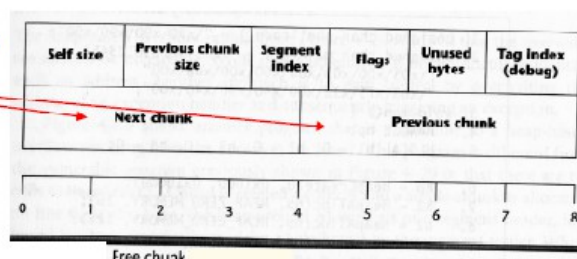 Self size
Previous chunk size
Segment index
Flags
Unused bytes
Tag index (debug)
Next chunk
Previous chunk
0 1 2 3 4 5 6 7 8
Free chunk